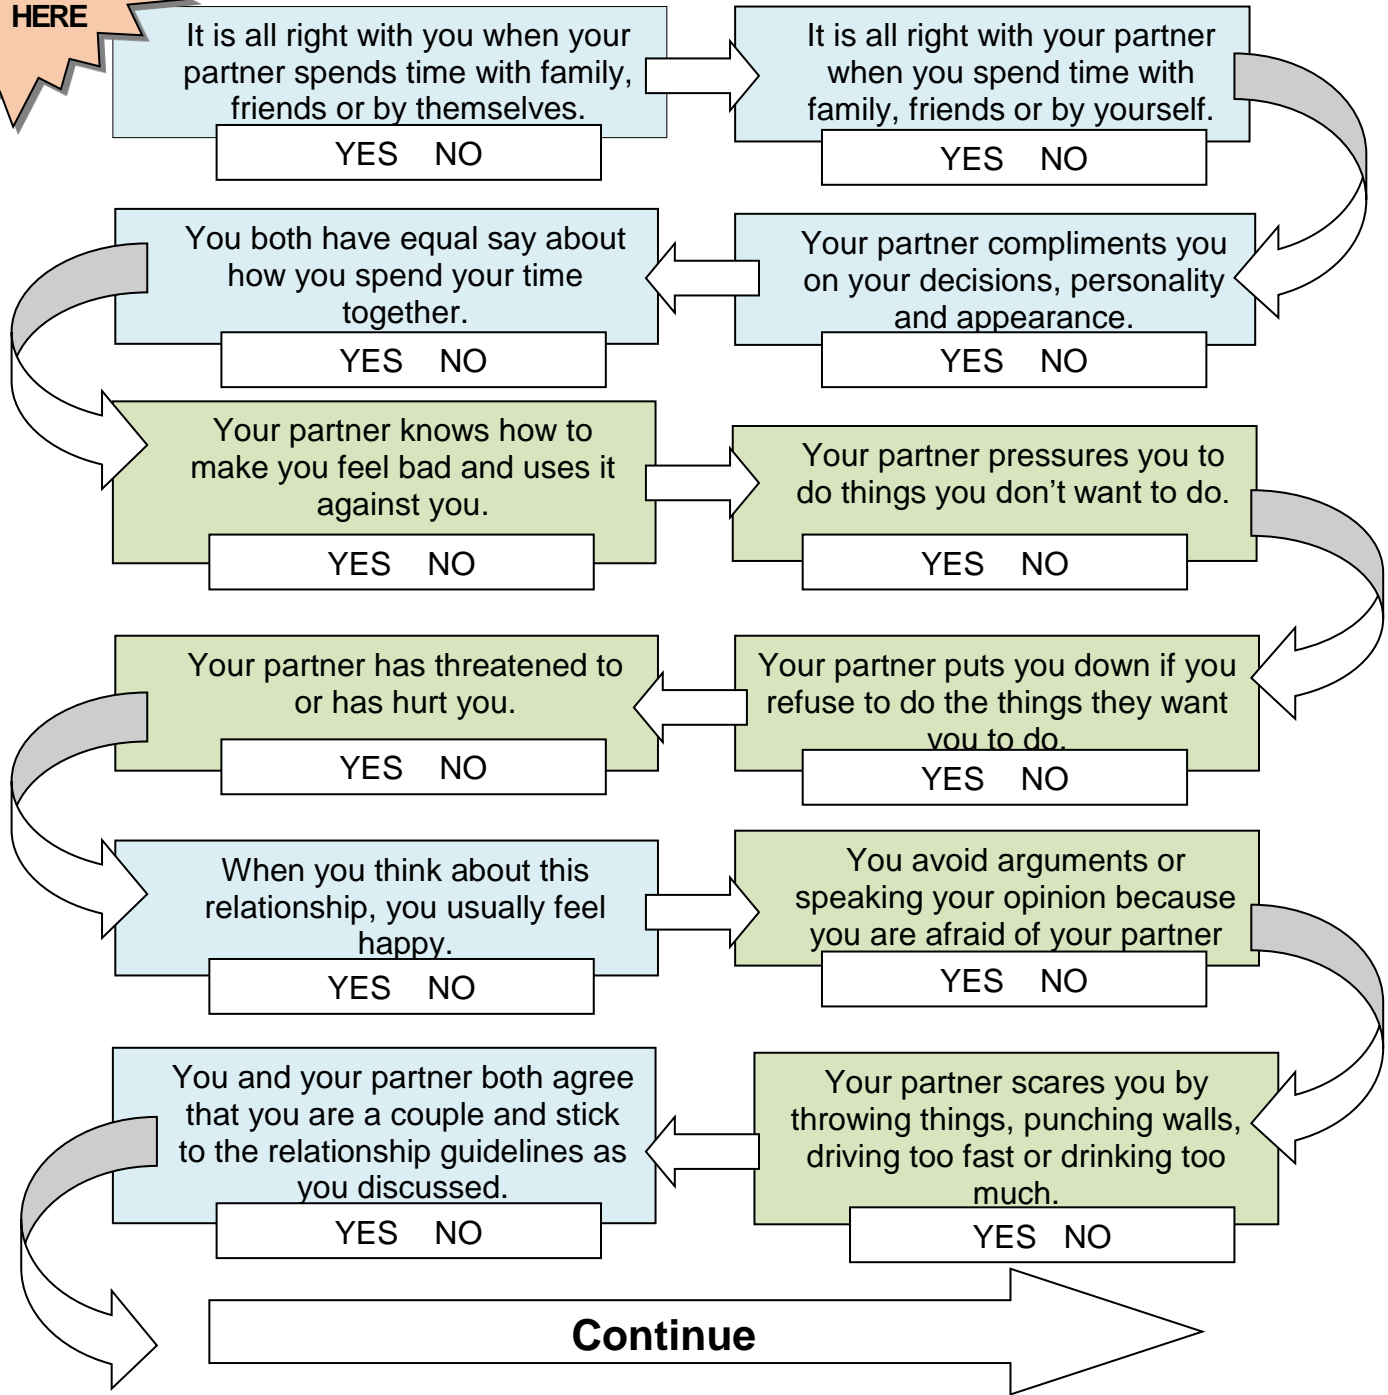 HERE
It is all right with you when your
partner spends time with family,
friends or by themselves.
YES NO
It is all right with your partner
when you spend time with
family, friends or by yourself.
YES NO
Your partner compliments you
on your decisions, personality
and appearance.
YES NO
You both have equal say about
how you spend your time
together.
YES NO
Your partner knows how to
make you feel bad and uses it
against you.
YES NO
Your partner pressures you to
do things you don’t want to do.
YES NO
Your partner puts you down if you
refuse to do the things they want
you to do.
YES NO
Your partner has threatened to
or has hurt you.
YES NO
When you think about this
relationship, you usually feel
happy.
YES NO
You avoid arguments or
speaking your opinion because
you are afraid of your partner
YES NO
Your partner scares you by
throwing things, punching walls,
driving too fast or drinking too
much.
YES NO
You and your partner both agree
that you are a couple and stick
to the relationship guidelines as
you discussed.
YES NO
Continue